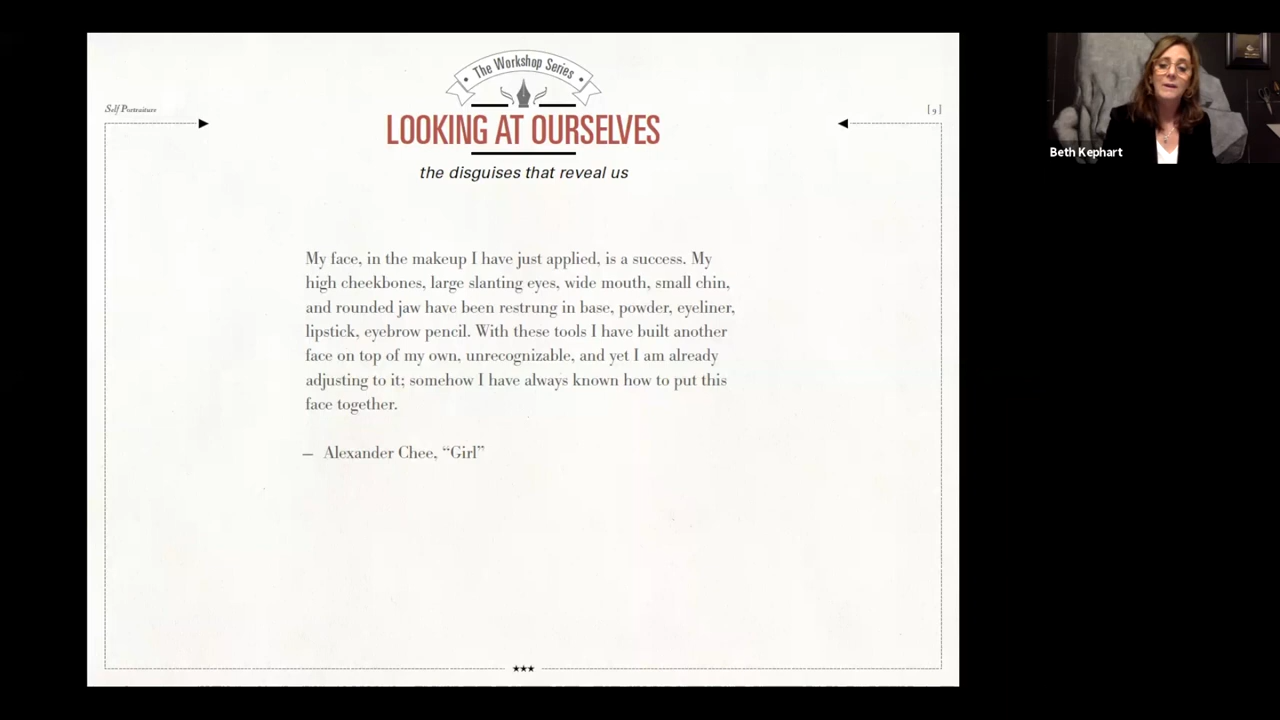 The Workshop Series
Self Portraiture
[ 9 ]
LOOKING AT OURSELVES
the disguises that reveal us
My face, in the makeup I have just applied, is a success. My
high cheekbones, large slanting eyes, wide mouth, small chin,
and rounded jaw have been restrung in base, powder, eyeliner,
lipstick, eyebrow pencil. With these tools I have built another
face on top of my own, unrecognizable, and yet I am already
adjusting to it; somehow I have always known how to put this
face together.
— Alexander Chee, “Girl”
Beth Kephart